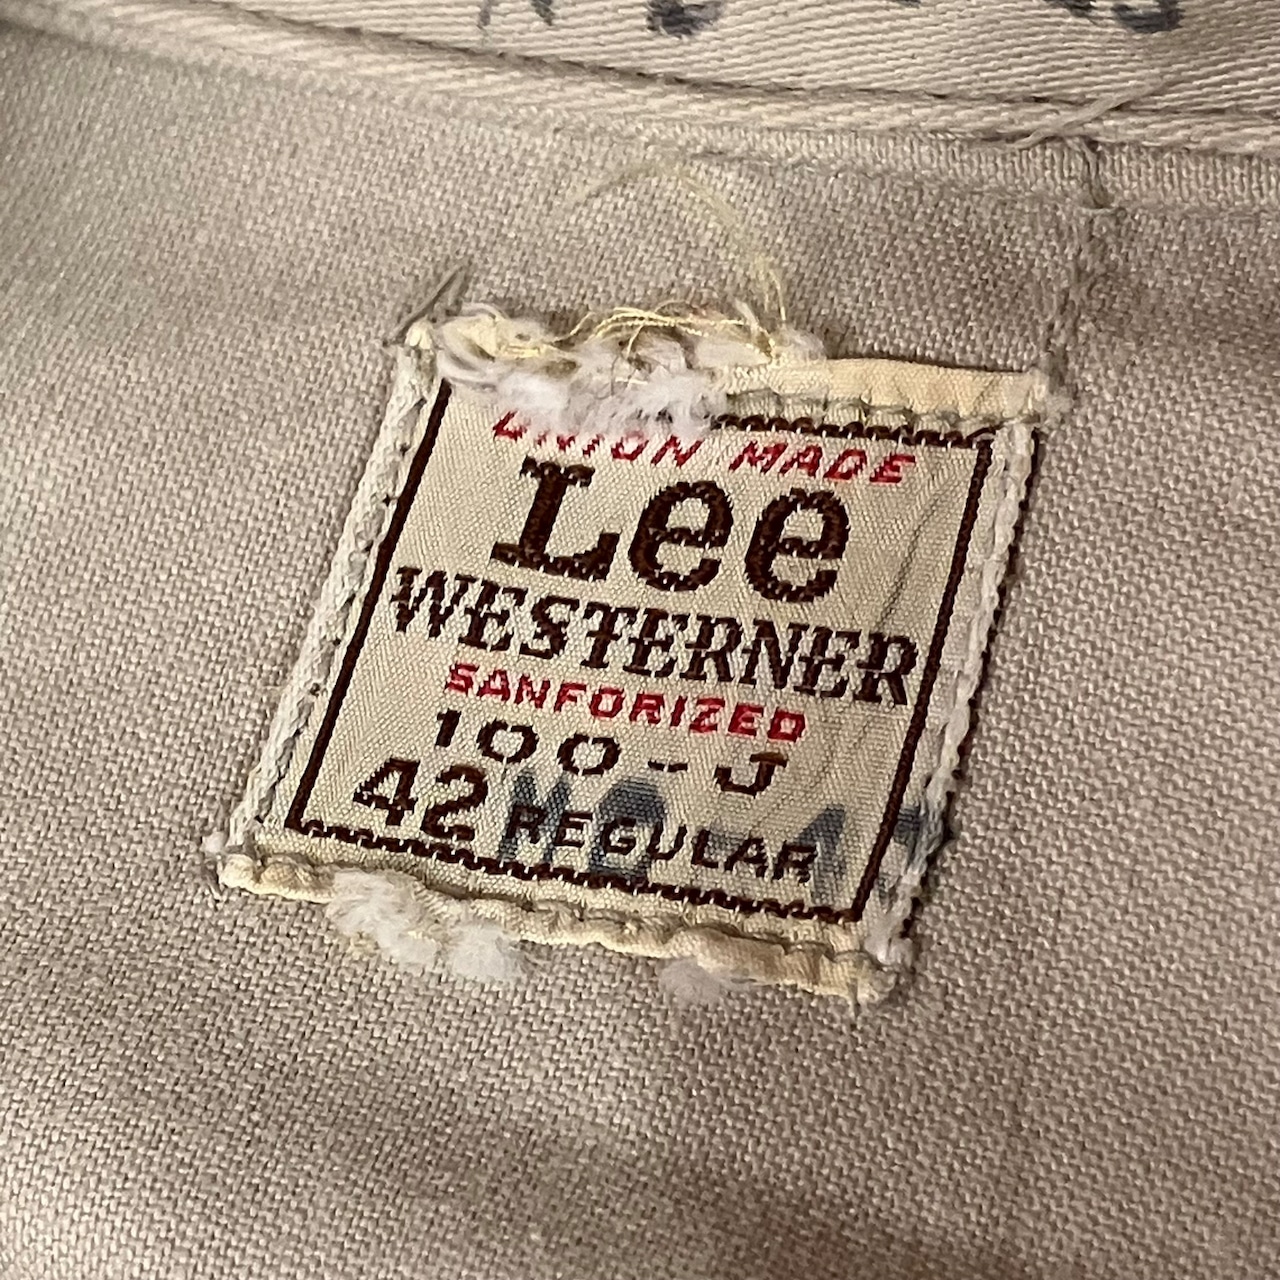 UNION MADE
Lee
WESTERNER
SANFORIZED
100-J
42 REGULAR